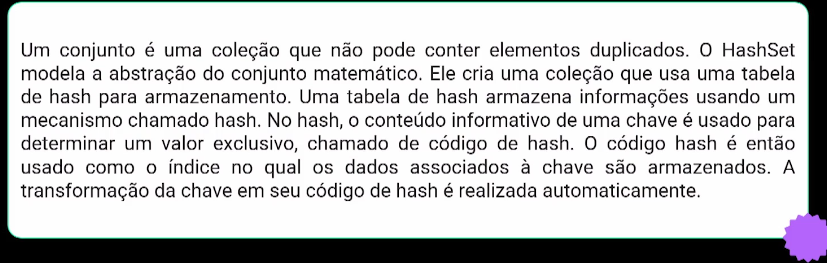 Um conjunto é uma coleção que não pode conter elementos duplicados. O HashSet
modela a abstração do conjunto matemático. Ele cria uma coleção que usa uma tabela
de hash para armazenamento. Uma tabela de hash armazena informações usando um
mecanismo chamado hash. No hash, o conteúdo informativo de uma chave é usado para
determinar um valor exclusivo, chamado de código de hash. O código hash é então
usado como o índice no qual os dados associados à chave são armazenados. A
transformação da chave em seu código de hash é realizada automaticamente.